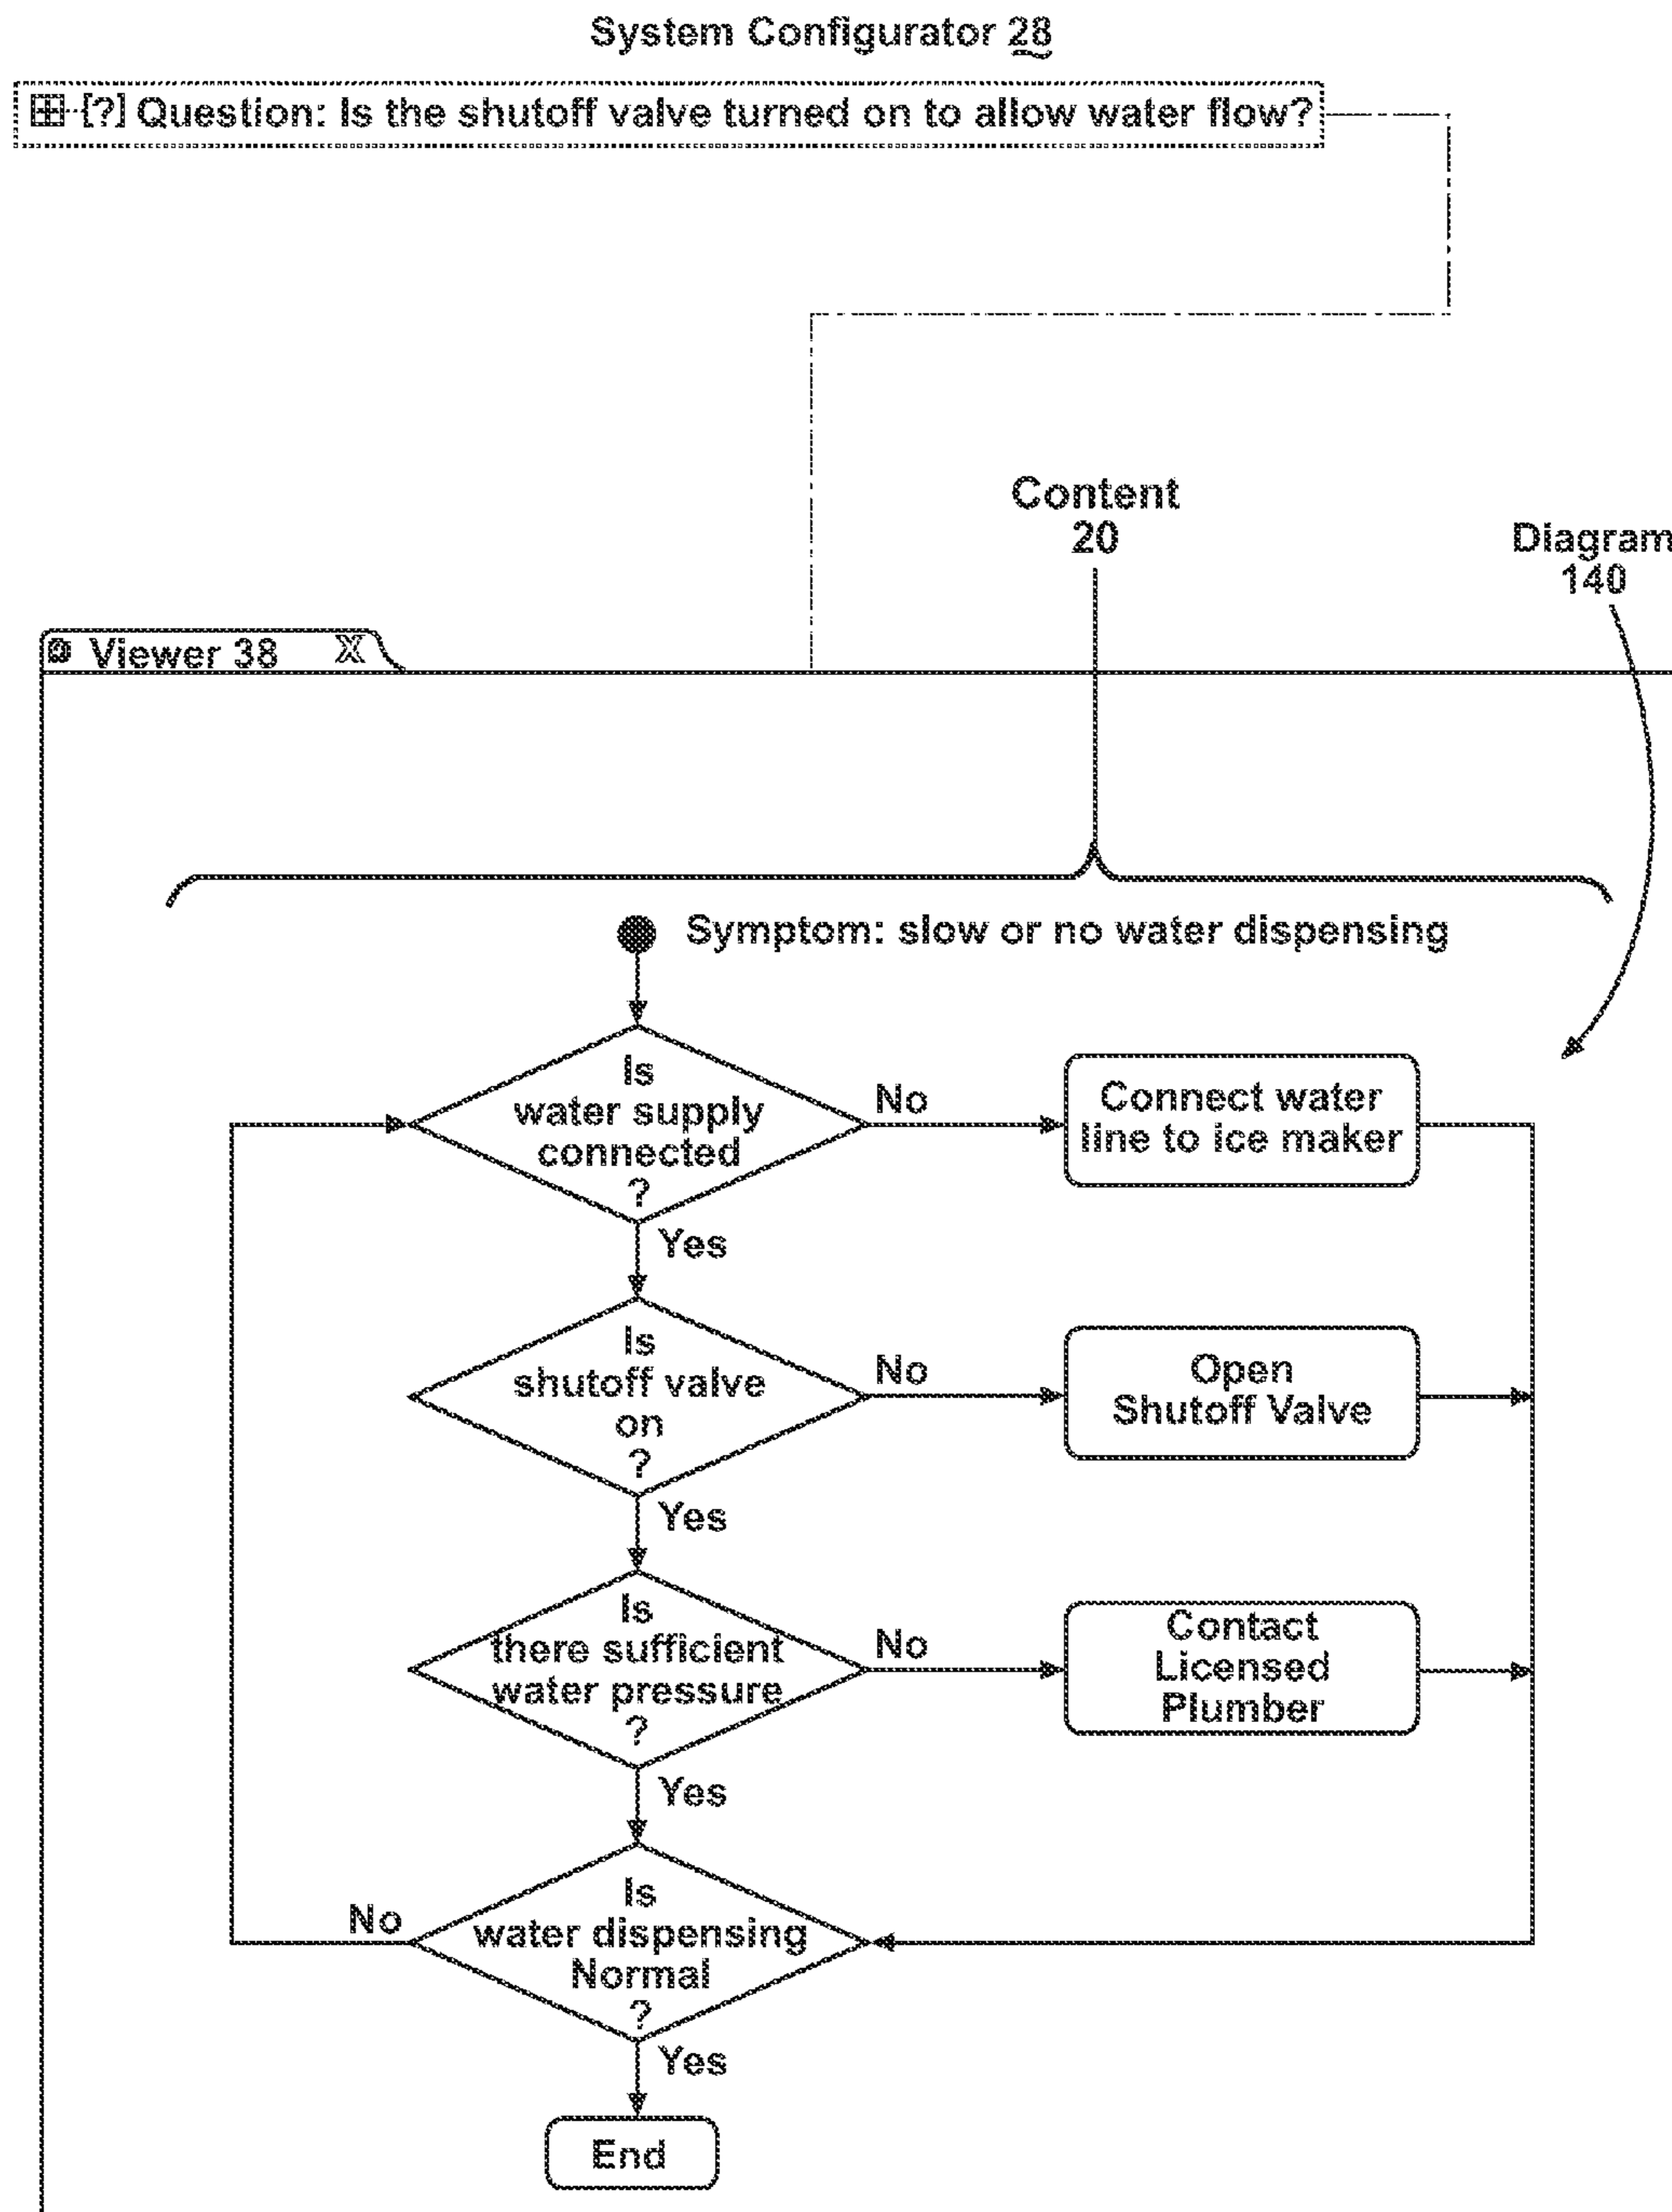 System Configurator 28
[?] Question: Is the shutoff valve turned on to allow water flow?
Content
20
Diagram
140
Viewer 38 X
Symptom: slow or no water dispensing
Is
water supply
connected
?
No
Connect water
line to ice maker
Yes
Is
shutoff valve
on
?
No
Open
Shutoff Valve
Yes
Is
there sufficient
water pressure
?
No
Contact
Licensed
Plumber
Yes
Is
water dispensing
Normal
?
No
Yes
End